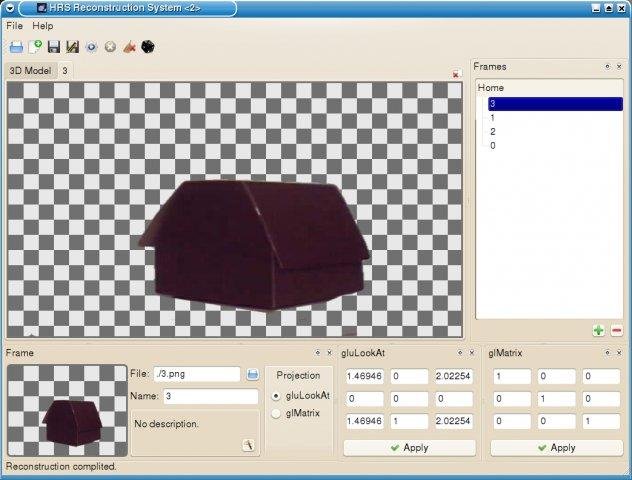 HRS Reconstruction System <2>
File Help
3D Model 3
Frames
Home
3
1
2
0
Frame
File: ./3.png
Name: 3
No description.
Projection
gluLookAt
glMatrix
gluLookAt
1.46946 0 2.02254
0 0 0
1.46946 1 2.02254
Apply
glMatrix
1 0 0
0 1 0
0 0 1
Apply
Reconstruction complited.